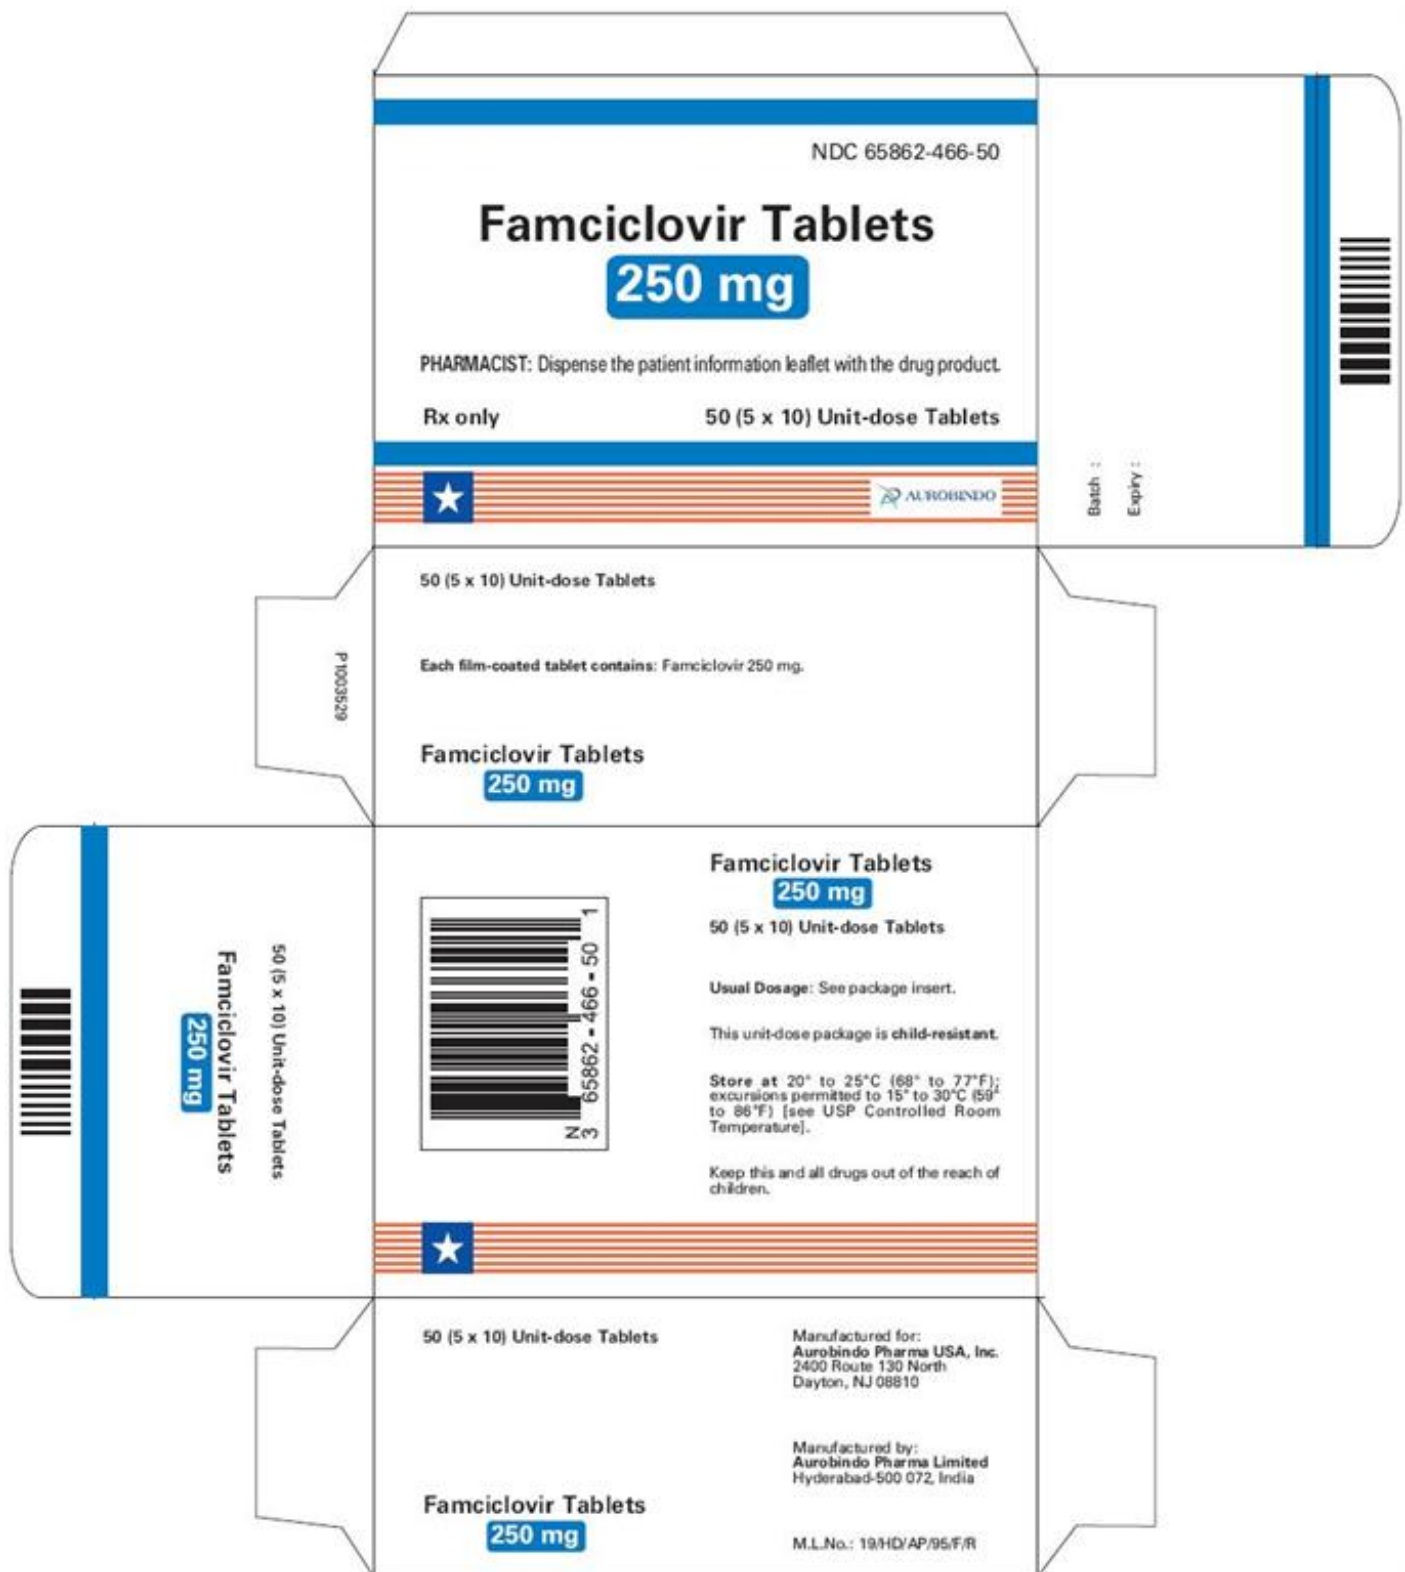 NDC 65862-466-50
Famciclovir Tablets
250 mg
PHARMACIST: Dispense the patient information leaflet with the drug product.
Rx only 50 (5 x 10) Unit-dose Tablets
AUROBINDO
Batch :
Expiry :
50 (5 x 10) Unit-dose Tablets
Each film-coated tablet contains: Famciclovir 250 mg.
Famciclovir Tablets
250 mg
P1003529
50 (5 x 10) Unit-dose Tablets
Famciclovir Tablets
250 mg
N
3 65862-466-50 1
Famciclovir Tablets
250 mg
50 (5 x 10) Unit-dose Tablets
Usual Dosage: See package insert.
This unit-dose package is child-resistant.
Store at 20° to 25°C (68° to 77°F);
excursions permitted to 15° to 30°C (59°
to 86°F) [see USP Controlled Room
Temperature].
Keep this and all drugs out of the reach of
children.
50 (5 x 10) Unit-dose Tablets
Famciclovir Tablets
250 mg
Manufactured for:
Aurobindo Pharma USA, Inc.
2400 Route 130 North
Dayton, NJ 08810
Manufactured by:
Aurobindo Pharma Limited
Hyderabad-500 072, India
M.L.No.: 19/HD/AP/95/F/R